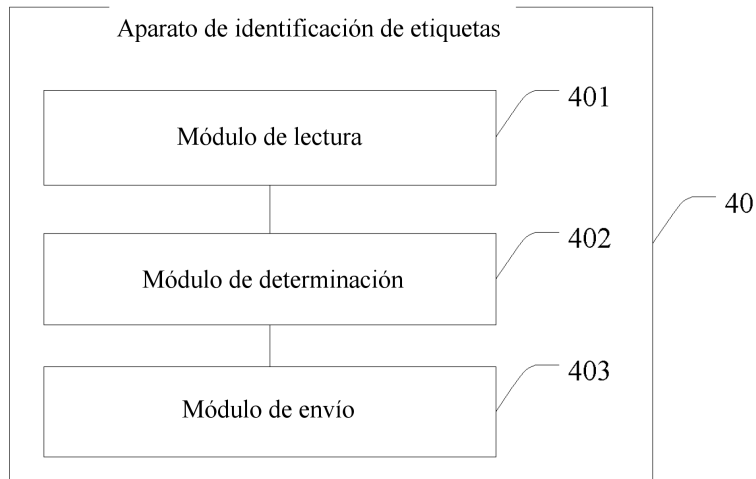 Aparato de identificación de etiquetas
401
Módulo de lectura
40
402
Módulo de determinación
403
Módulo de envío